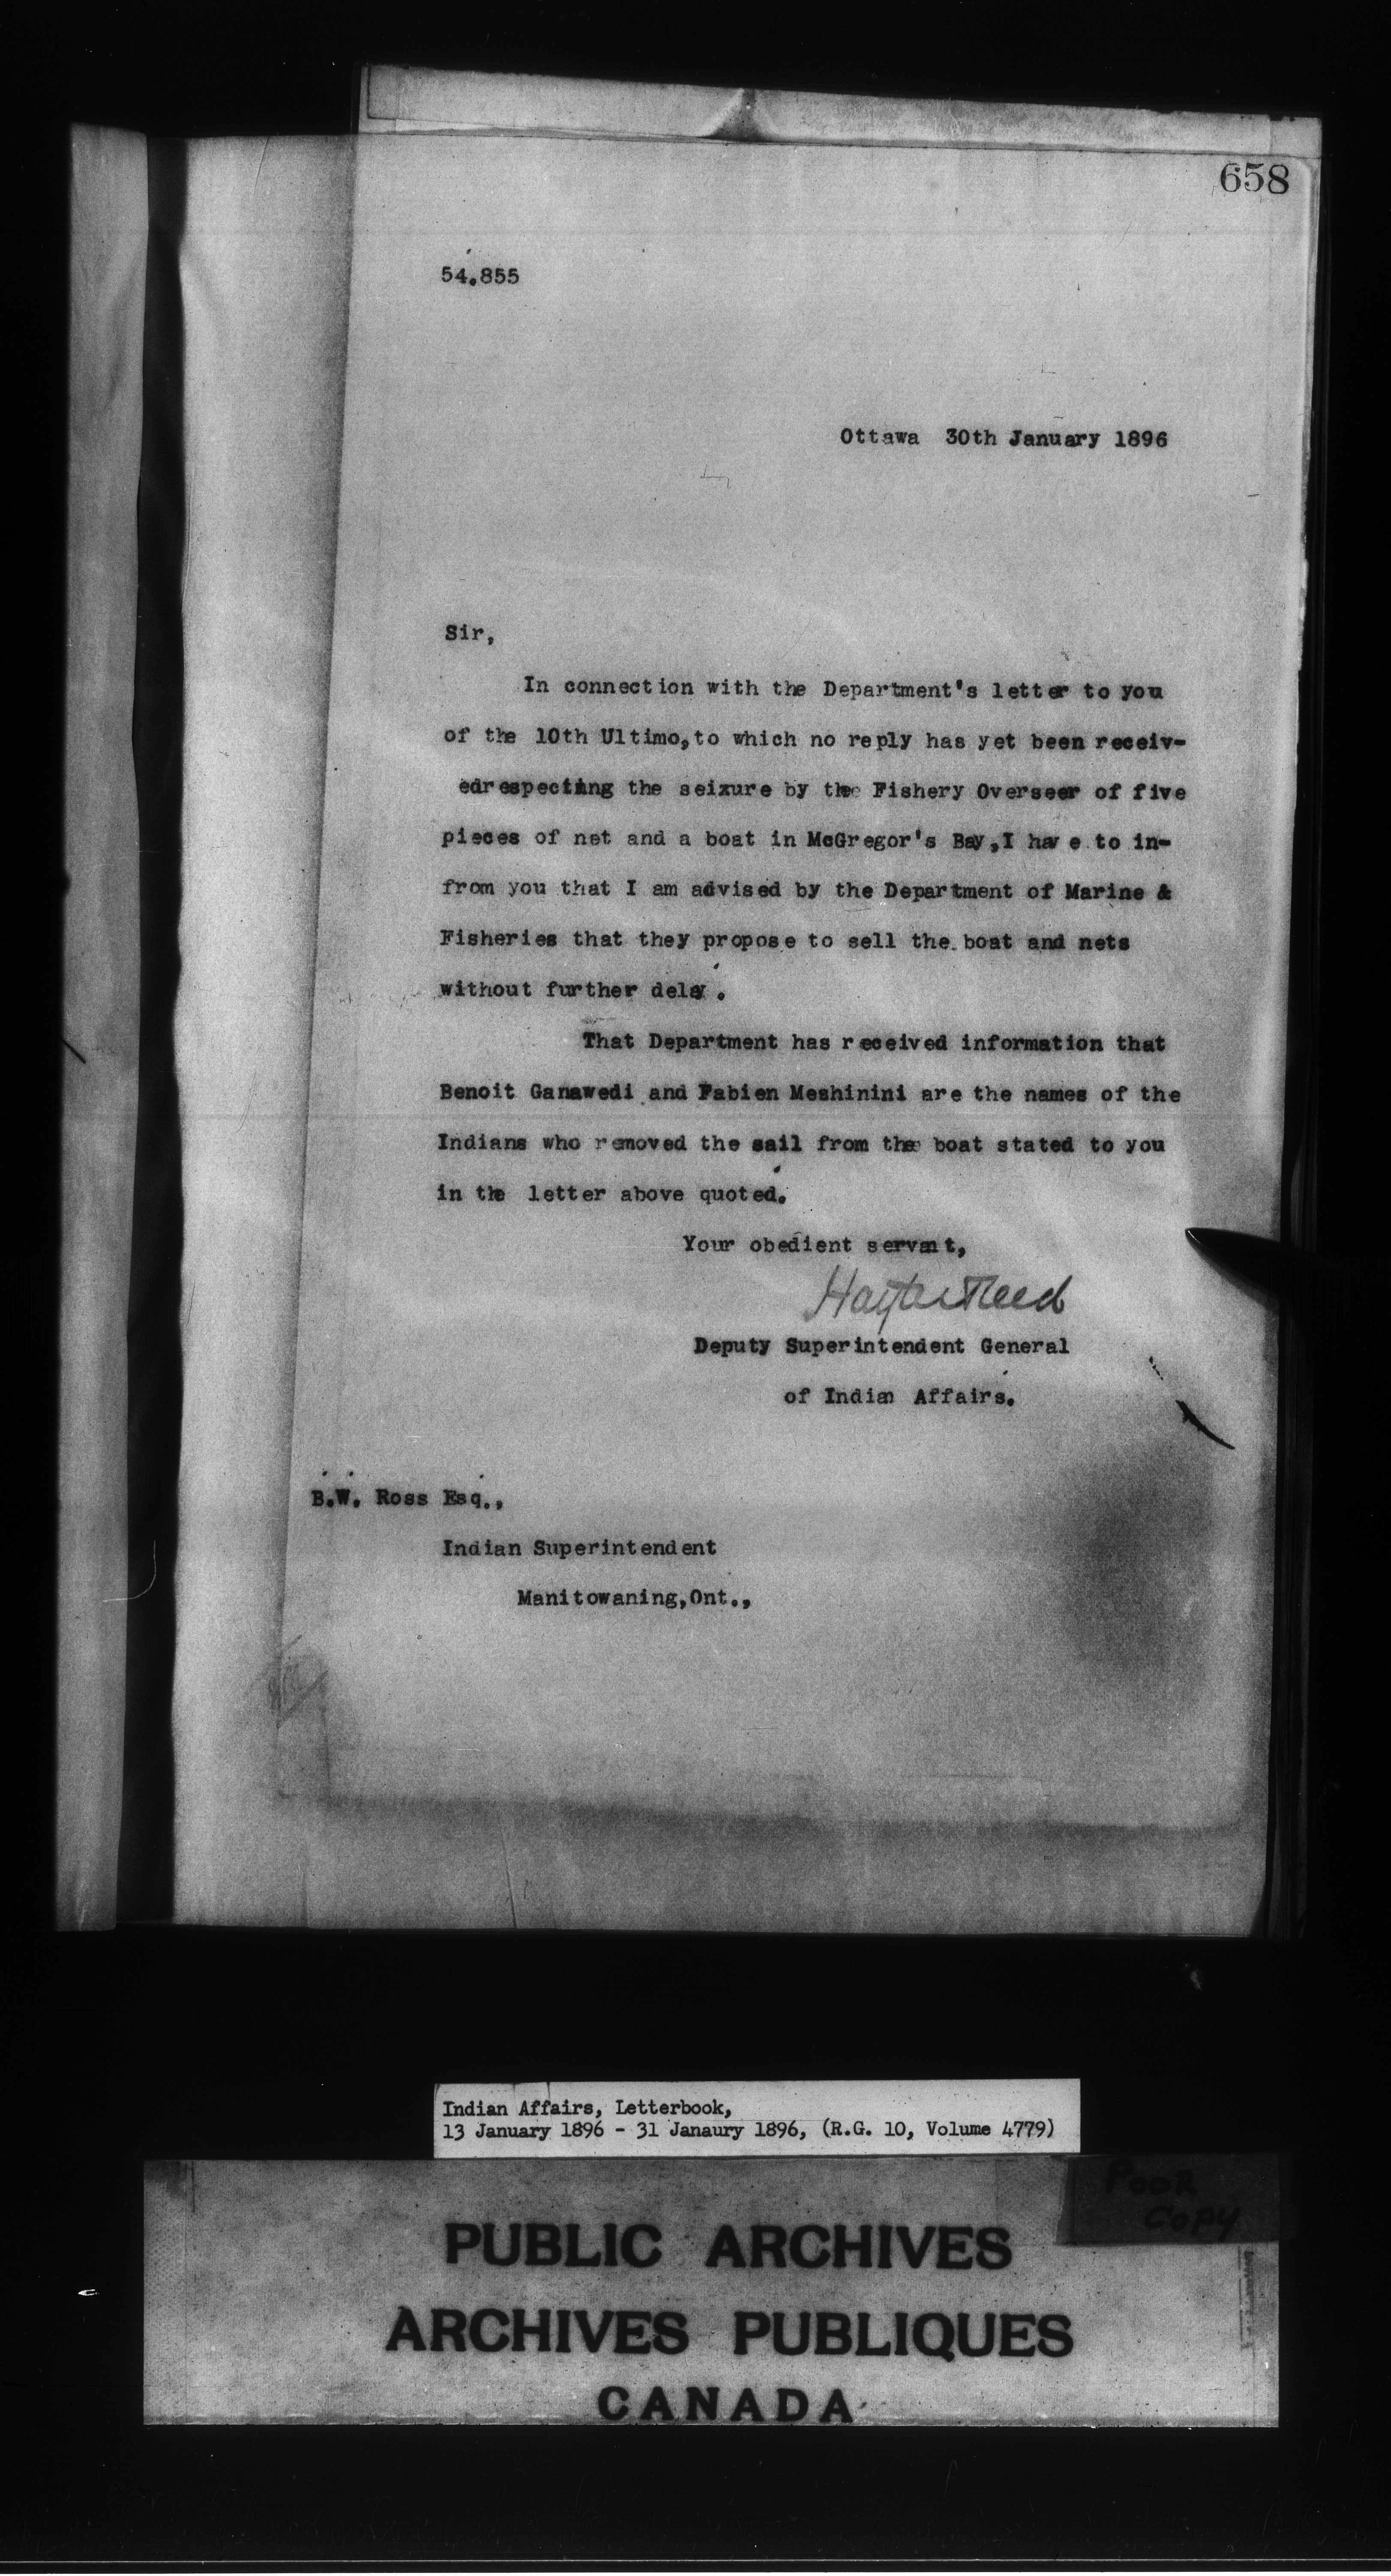 658
54.855
Ottawa 30th January 1896
Sir,
In connection with the Department's letter to you
of the 10th Ultimo,to which no reply has yet been receiv-
edrespecting the seizure by the Fishery Overseer of five
pieces of net and a boat in McGregor's Bay,I have to in-
from you that I am advised by the Department of Marine &
Fisheries that they propose to sell the boat and nets
without further delay.
That Department has received information that
Benoit Ganawedi and Fabien Meshinini are the names of the
Indians who removed the sail from the boat stated to you
in the letter above quoted.
Your obedient servant,
Hayter Reed
Deputy Superintendent General
of Indian Affairs.
B.W. Ross Esq.,
Indian Superintendent
Manitowaning,Ont.,
Indian Affairs, Letterbook,
13 January 1896 - 31 Janaury 1896, (R.G. 10, Volume 4779)
POOR
COPY
PUBLIC ARCHIVES
ARCHIVES PUBLIQUES
CANADA